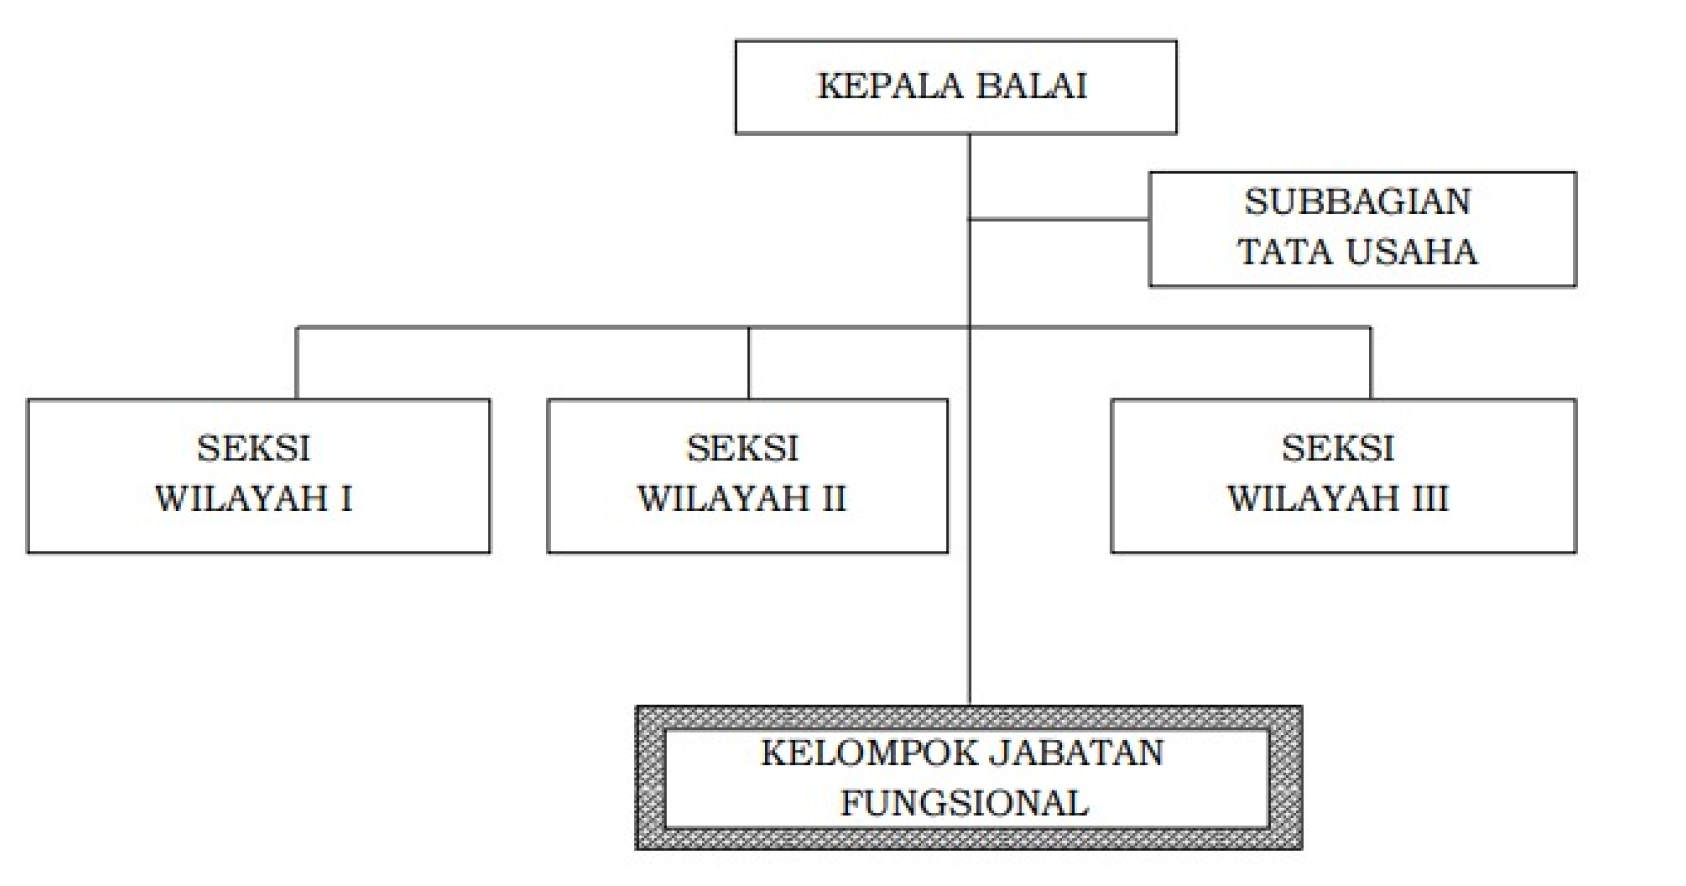 KEPALA BALAI
SUBBAGIAN
TATA USAHA
SEKSI
WILAYAH I
SEKSI
WILAYAH II
SEKSI
WILAYAH III
KELOMPOK JABATAN
FUNGSIONAL